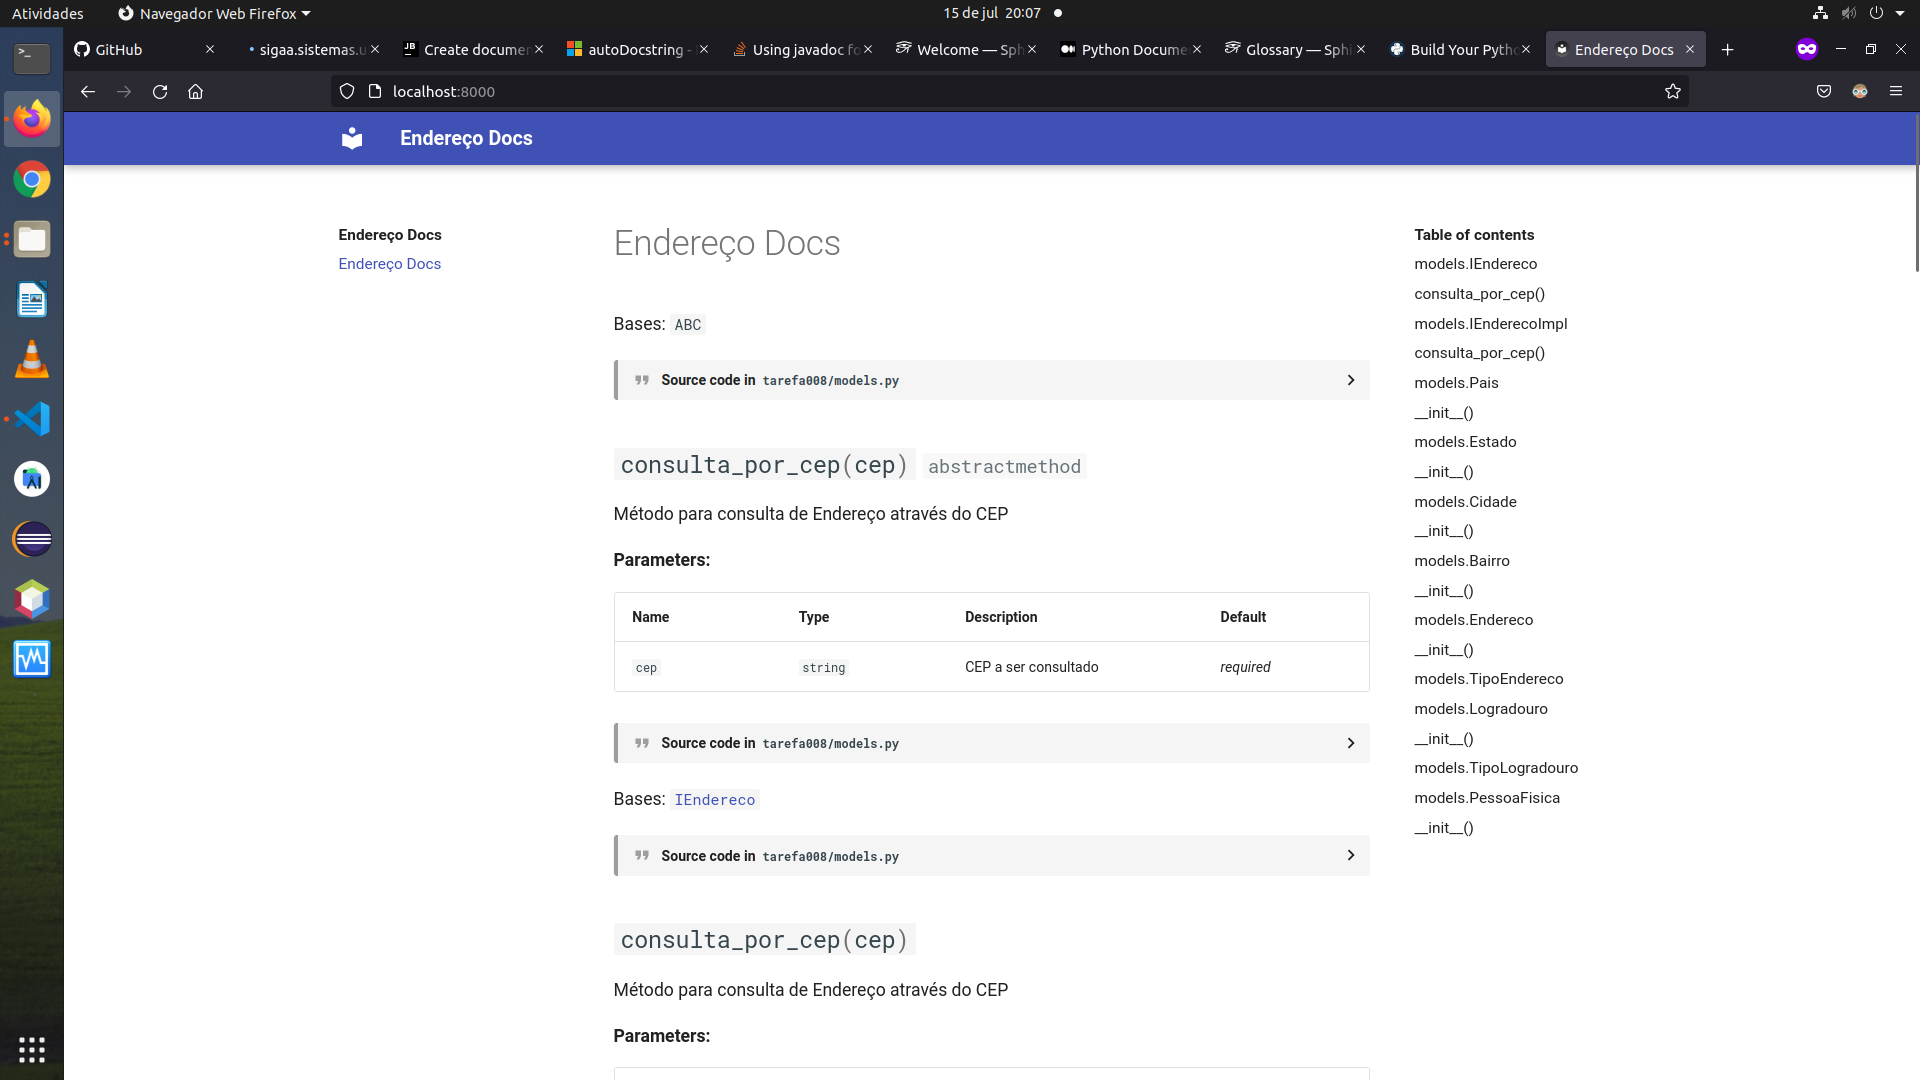 Atividades
Navegador Web Firefox
15 de jul 20:07
GitHub
sigaa.sistemas.u
Create documen
autoDocstring -
Using javadoc fo
Welcome — Sph
Python Docume
Glossary — Sphi
Build Your Pytho
Endereço Docs
localhost:8000
Endereço Docs
Endereço Docs
Endereço Docs
Endereço Docs
Bases: ABC
Source code in tarefa008/models.py
consulta_por_cep(cep) abstractmethod
Método para consulta de Endereço através do CEP
Parameters:
Name Type Description Default
cep string CEP a ser consultado required
Source code in tarefa008/models.py
Bases: IEndereco
Source code in tarefa008/models.py
consulta_por_cep(cep)
Método para consulta de Endereço através do CEP
Parameters:
Table of contents
models.IEndereco
consulta_por_cep()
models.IEnderecoImpl
consulta_por_cep()
models.Pais
__init__()
models.Estado
__init__()
models.Cidade
__init__()
models.Bairro
__init__()
models.Endereco
__init__()
models.TipoEndereco
models.Logradouro
__init__()
models.TipoLogradouro
models.PessoaFisica
__init__()